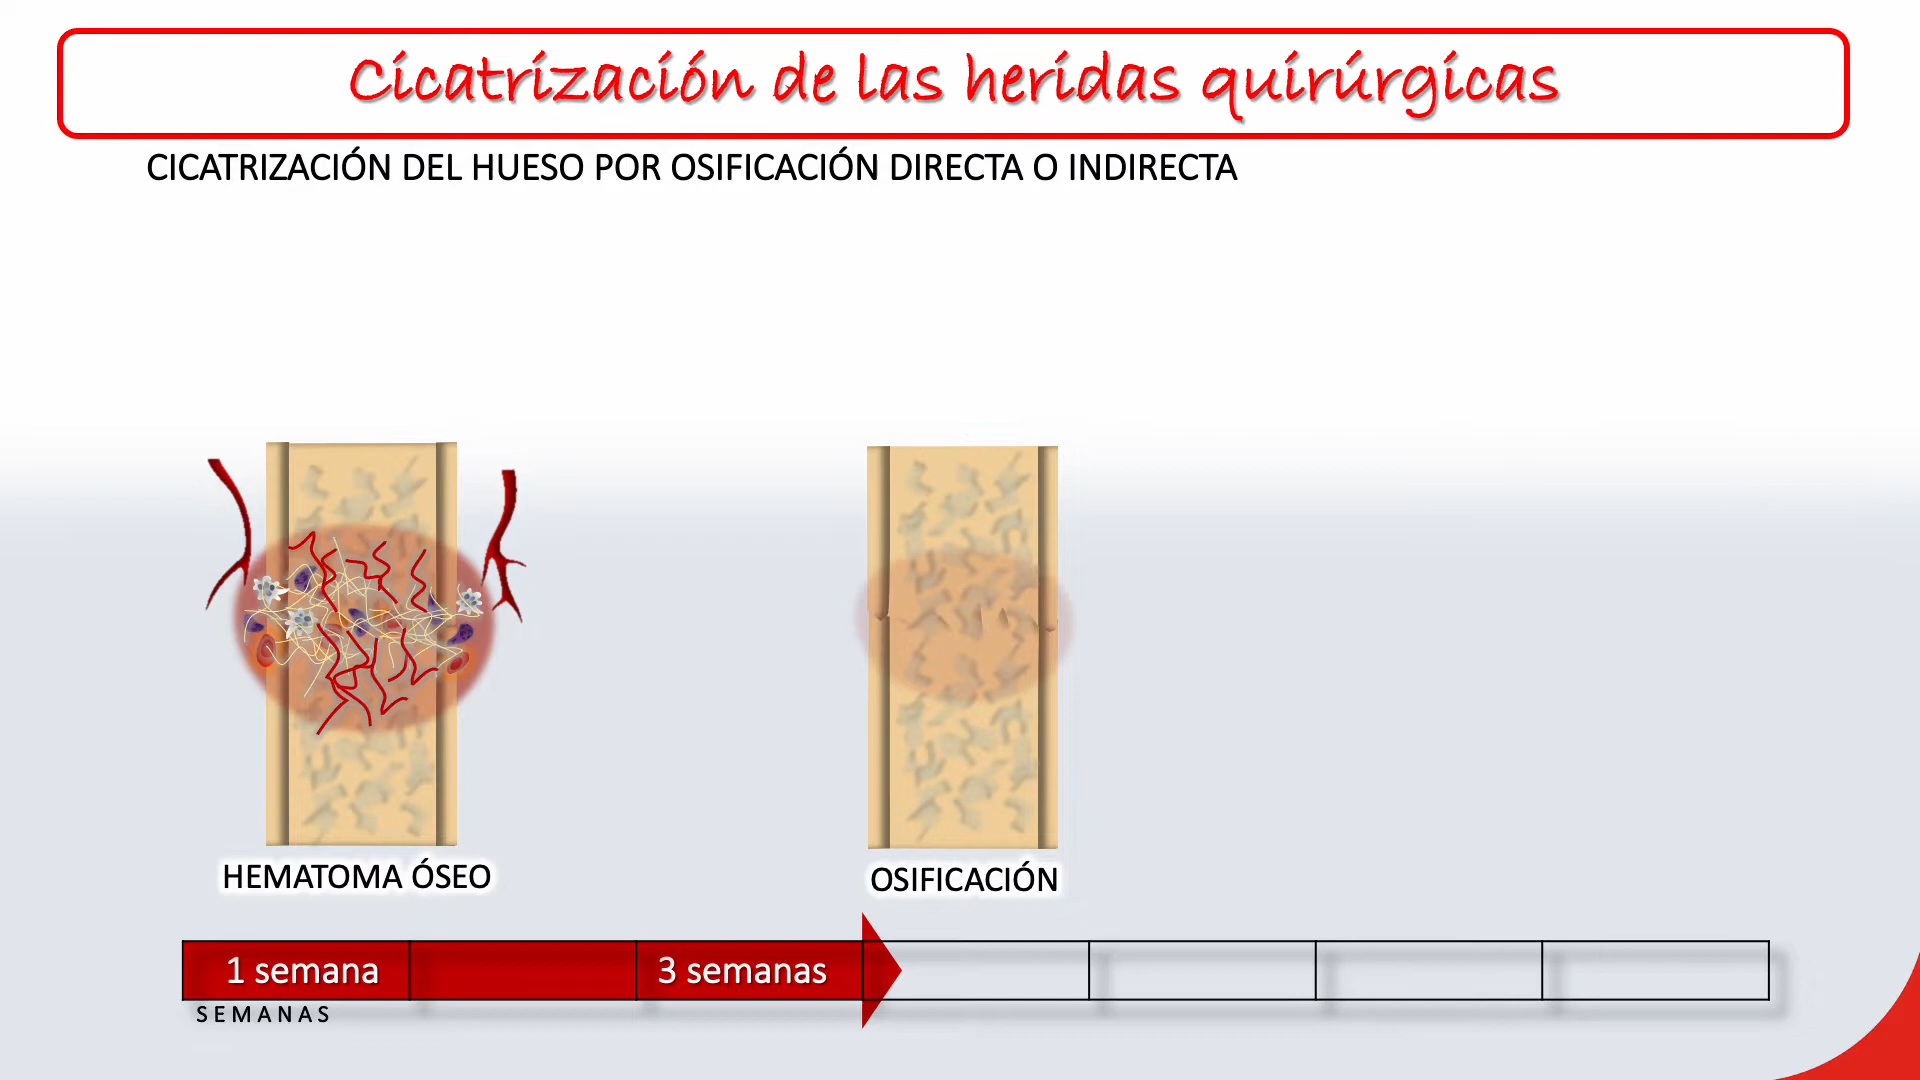 Cicatrización de las heridas quirúrgicas
CICATRIZACIÓN DEL HUESO POR OSIFICACIÓN DIRECTA O INDIRECTA
HEMATOMA ÓSEO
OSIFICACIÓN
1 semana
3 semanas
SEMANAS